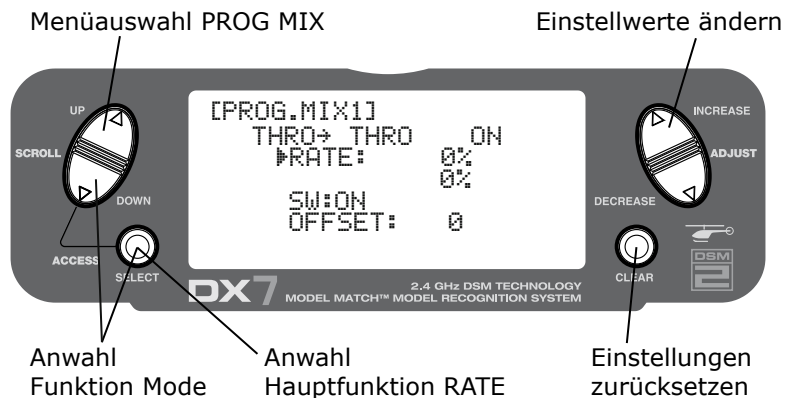 Menüauswahl PROG MIX
Einstellwerte ändern
UP
SCROLL
DOWN
ACCESS
SELECT
[PROG.MIX1]
THRO→ THRO ON
▶RATE: 0%
0%
SW:ON
OFFSET: 0
INCREASE
ADJUST
DECREASE
CLEAR
DSM
2
DX7
2.4 GHz DSM TECHNOLOGY
MODEL MATCH™ MODEL RECOGNITION SYSTEM
Anwahl
Funktion Mode
Anwahl
Hauptfunktion RATE
Einstellungen
zurücksetzen